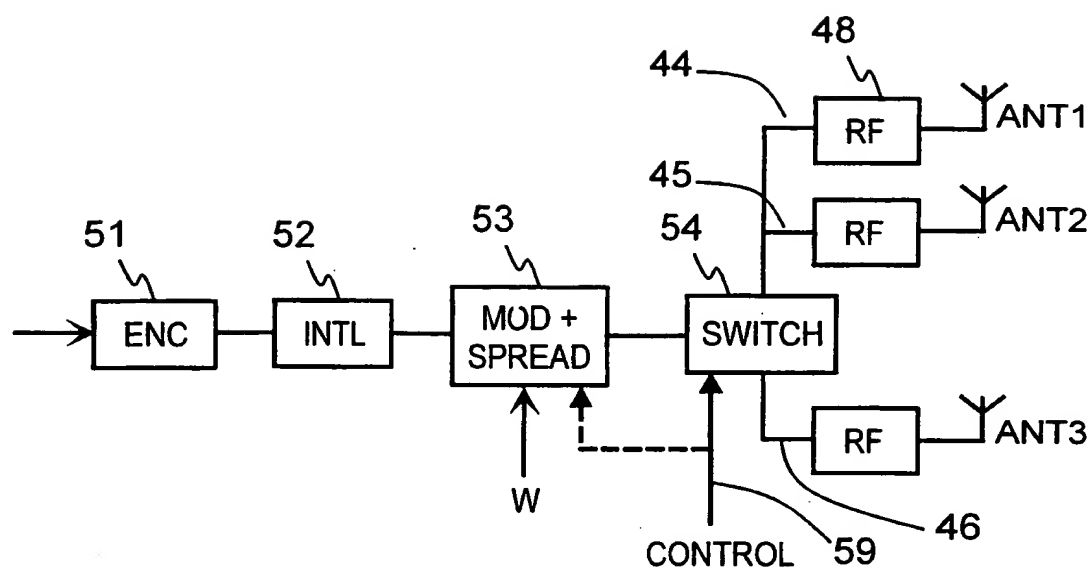 48
44
RF
ANT1
45
RF
ANT2
51
52
53
54
ENC
INTL
MOD +
SPREAD
SWITCH
RF
ANT3
W
46
CONTROL
59